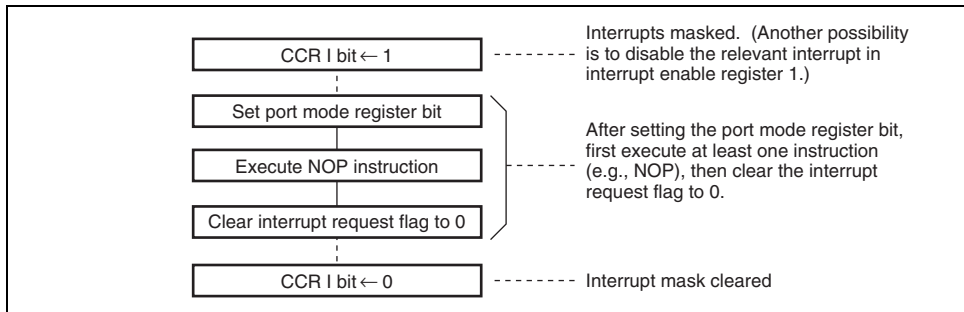 CCR I bit ← 1
Interrupts masked. (Another possibility
is to disable the relevant interrupt in
interrupt enable register 1.)
Set port mode register bit
Execute NOP instruction
Clear interrupt request flag to 0
After setting the port mode register bit,
first execute at least one instruction
(e.g., NOP), then clear the interrupt
request flag to 0.
CCR I bit ← 0
Interrupt mask cleared